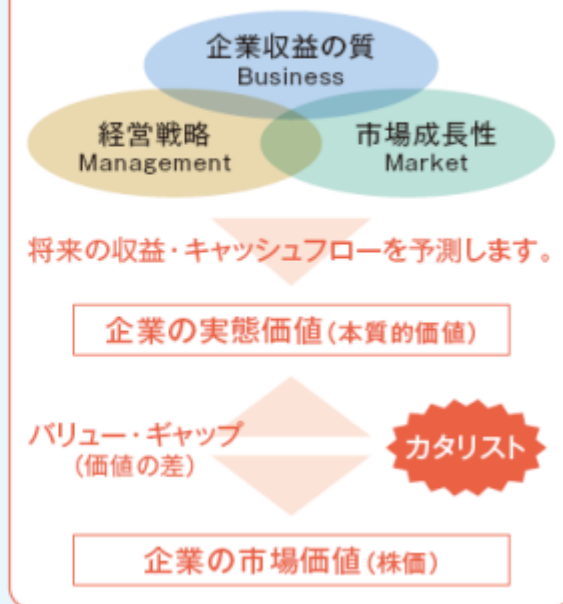 企業収益の質
Business
経営戦略
Management
市場成長性
Market
将来の収益・キャッシュフローを予測します。
企業の実態価値(本質的価値)
バリュー・ギャップ
(価値の差)
カタリスト
企業の市場価値(株価)